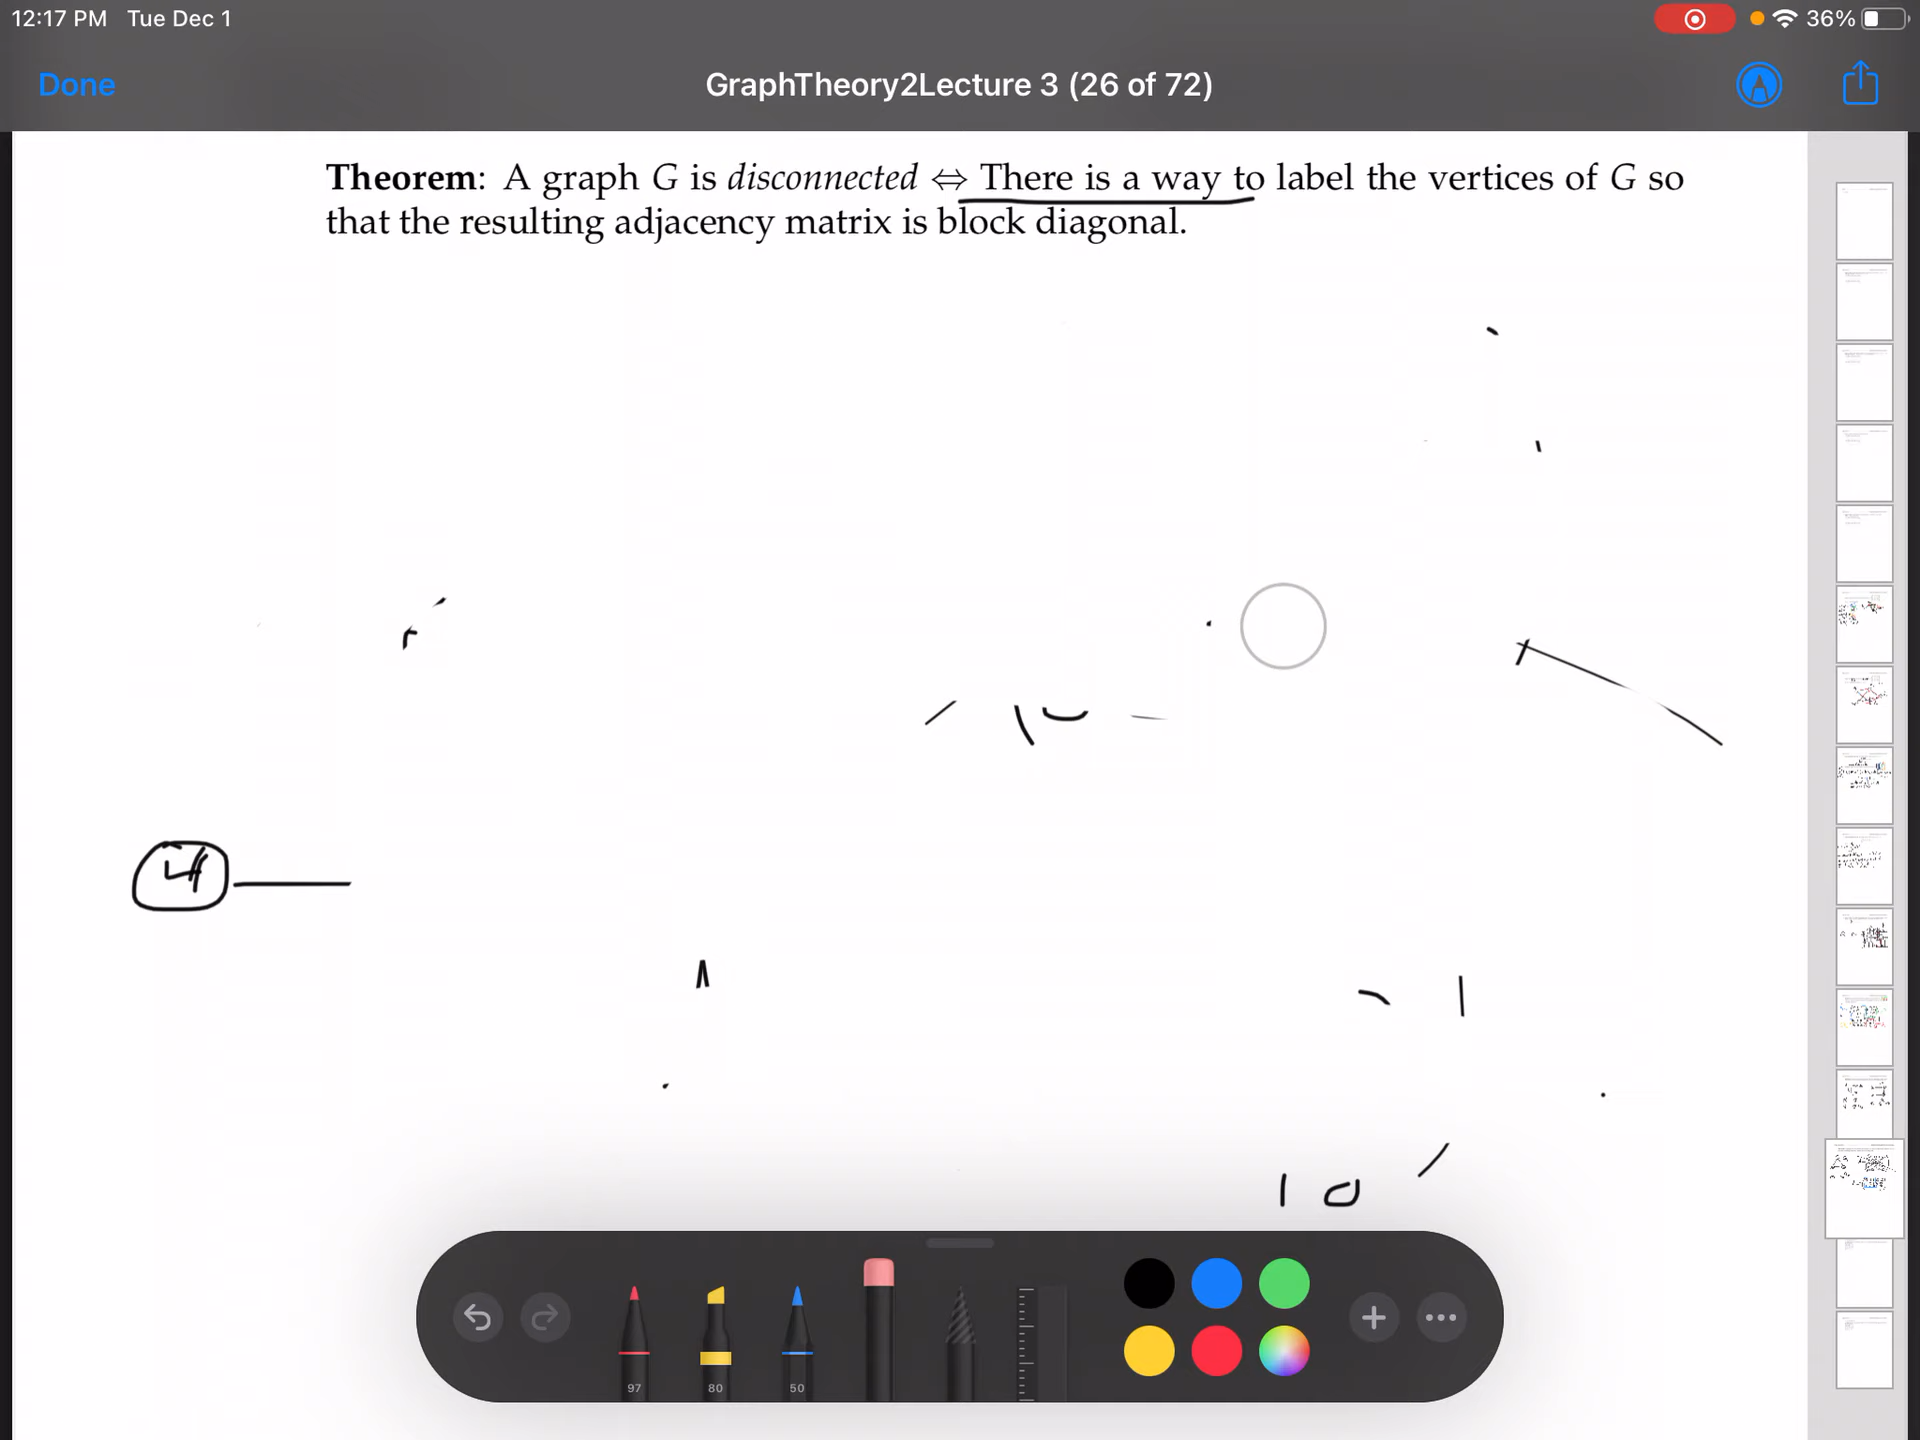 12:17 PM Tue Dec 1 36%
Done GraphTheory2Lecture 3 (26 of 72)
Theorem: A graph G is disconnected ⇔ There is a way to label the vertices of G so
that the resulting adjacency matrix is block diagonal.
4
1 0
97 80 50